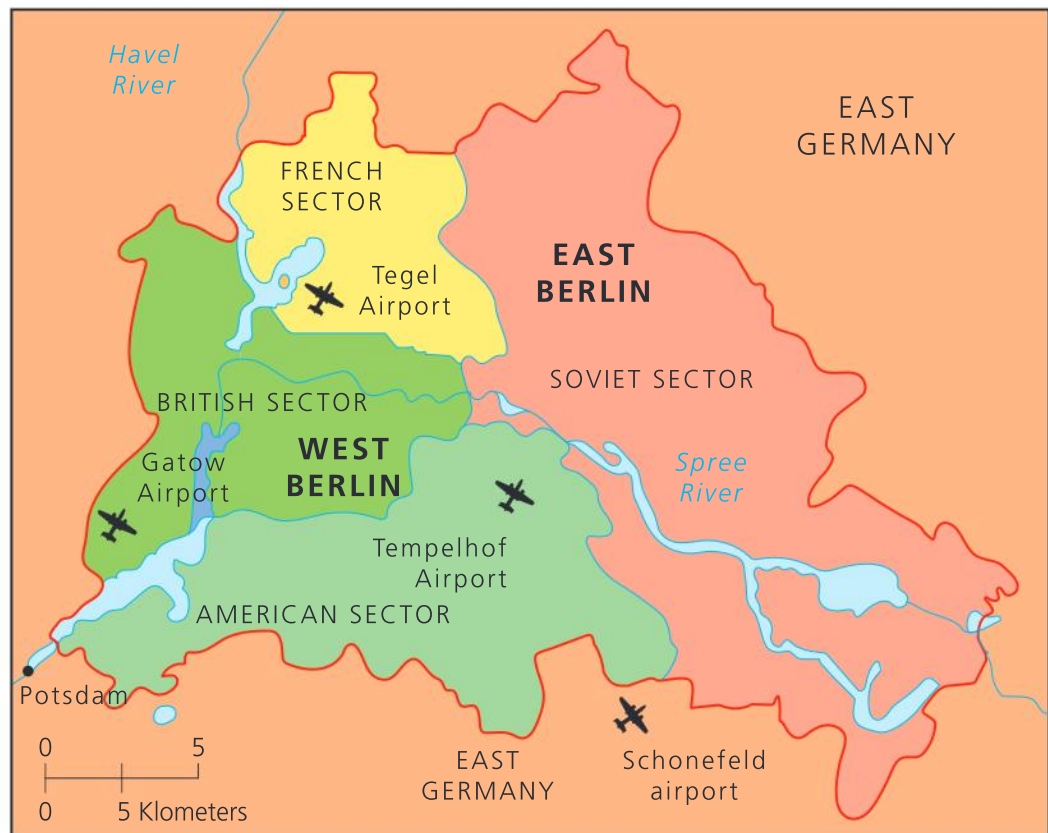 Havel
River
EAST
GERMANY
FRENCH
SECTOR
EAST
BERLIN
Tegel
Airport
SOVIET SECTOR
BRITISH SECTOR
WEST
BERLIN
Gatow
Airport
Spree
River
Tempelhof
Airport
AMERICAN SECTOR
Potsdam
0 5
0 5 Klometers
EAST
GERMANY
Schonefeld
airport